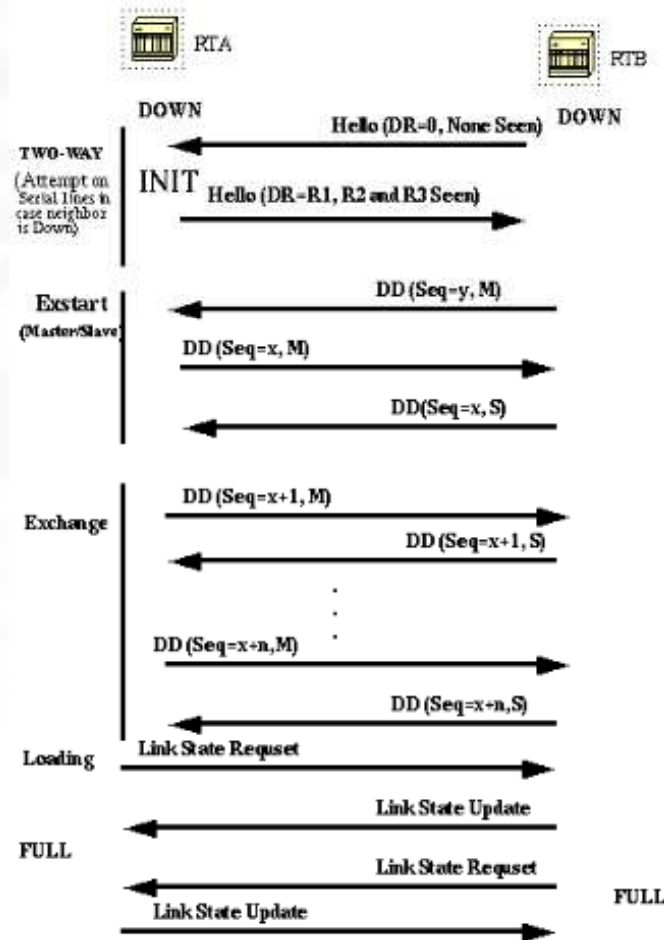 RTA
RTB
DOWN
DOWN
Hello (DR=0, None Seen)
TWO-WAY
(Attempt on
Serial Lines in
case neighbor
is Down)
INIT
Hello (DR=R1, R2 and R3 Seen)
Exstart
(Master/Slave)
DD (Seq=y, M)
DD (Seq=x, M)
DD(Seq=x, S)
Exchange
DD (Seq=x+1, M)
DD (Seq=x+1, S)
.
.
.
DD (Seq=x+n,M)
DD (Seq=x+n,S)
Loading
Link State Requset
Link State Update
FULL
Link State Requset
FULL
Link State Update